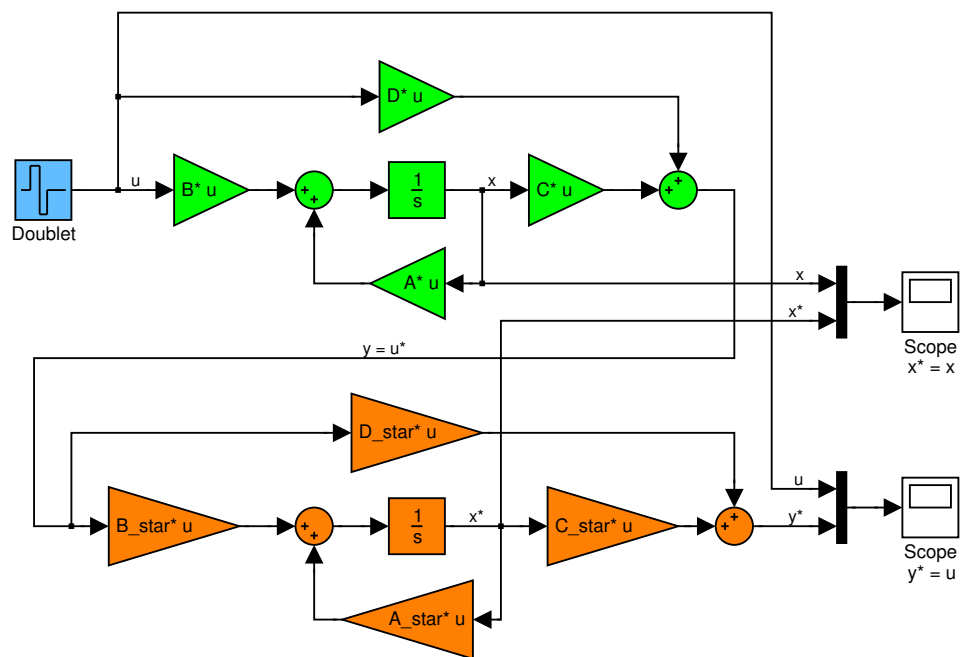 D* u
u
B* u
+
+
1
s
x
C* u
+
+
Doublet
A* u
x
x*
Scope
x* = x
y = u*
D_star* u
u
B_star* u
+
+
1
s
x*
C_star* u
+
+
y*
Scope
y* = u
A_star* u